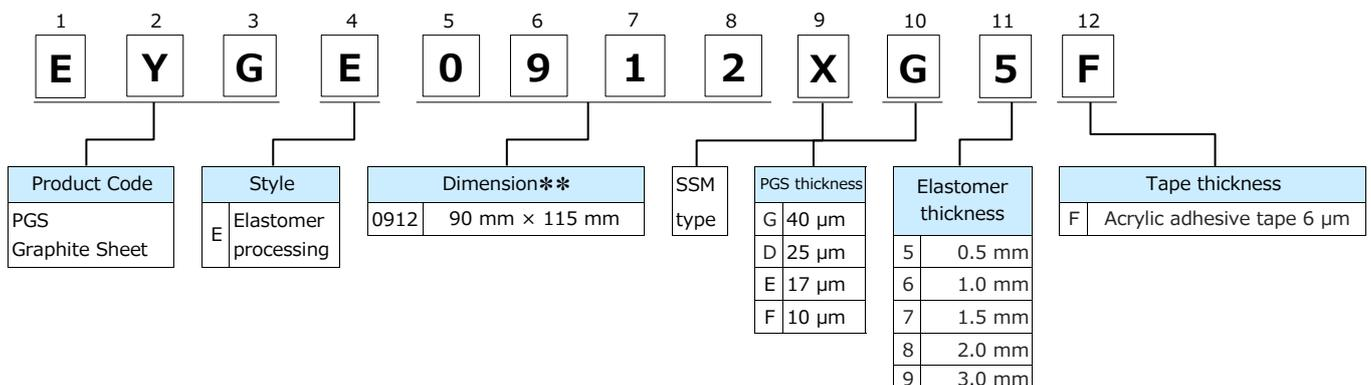 1 2 3 4 5 6 7 8 9 10 11 12
E Y G E 0 9 1 2 X G 5 F
Product Code
PGS
Graphite Sheet
Style
E Elastomer
processing
Dimension✻✻
0912 90 mm × 115 mm
SSM
type
PGS thickness
G 40 µm
D 25 µm
E 17 µm
F 10 µm
Elastomer
thickness
5 0.5 mm
6 1.0 mm
7 1.5 mm
8 2.0 mm
9 3.0 mm
Tape thickness
F Acrylic adhesive tape 6 µm